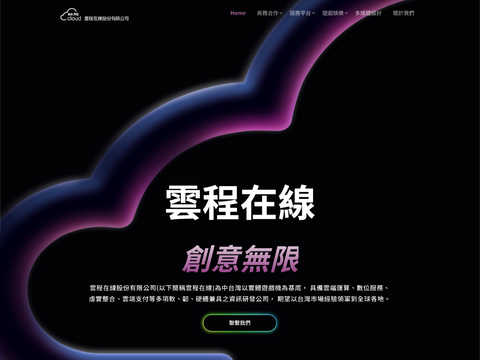 cloud 雲程在線股份有限公司
Home 商務合作 服務平台 遊戲娛樂 多媒體設計 關於我們
雲程在線
創意無限
雲程在線股份有限公司(以下簡稱雲程在線)為中台灣以實體遊戲機為基底, 具備雲端運算、數位服務、
虛實整合、雲端支付等多項軟、韌、硬體兼具之資訊研發公司, 期望以台灣市場經驗領軍到全球各地。
聯繫我們